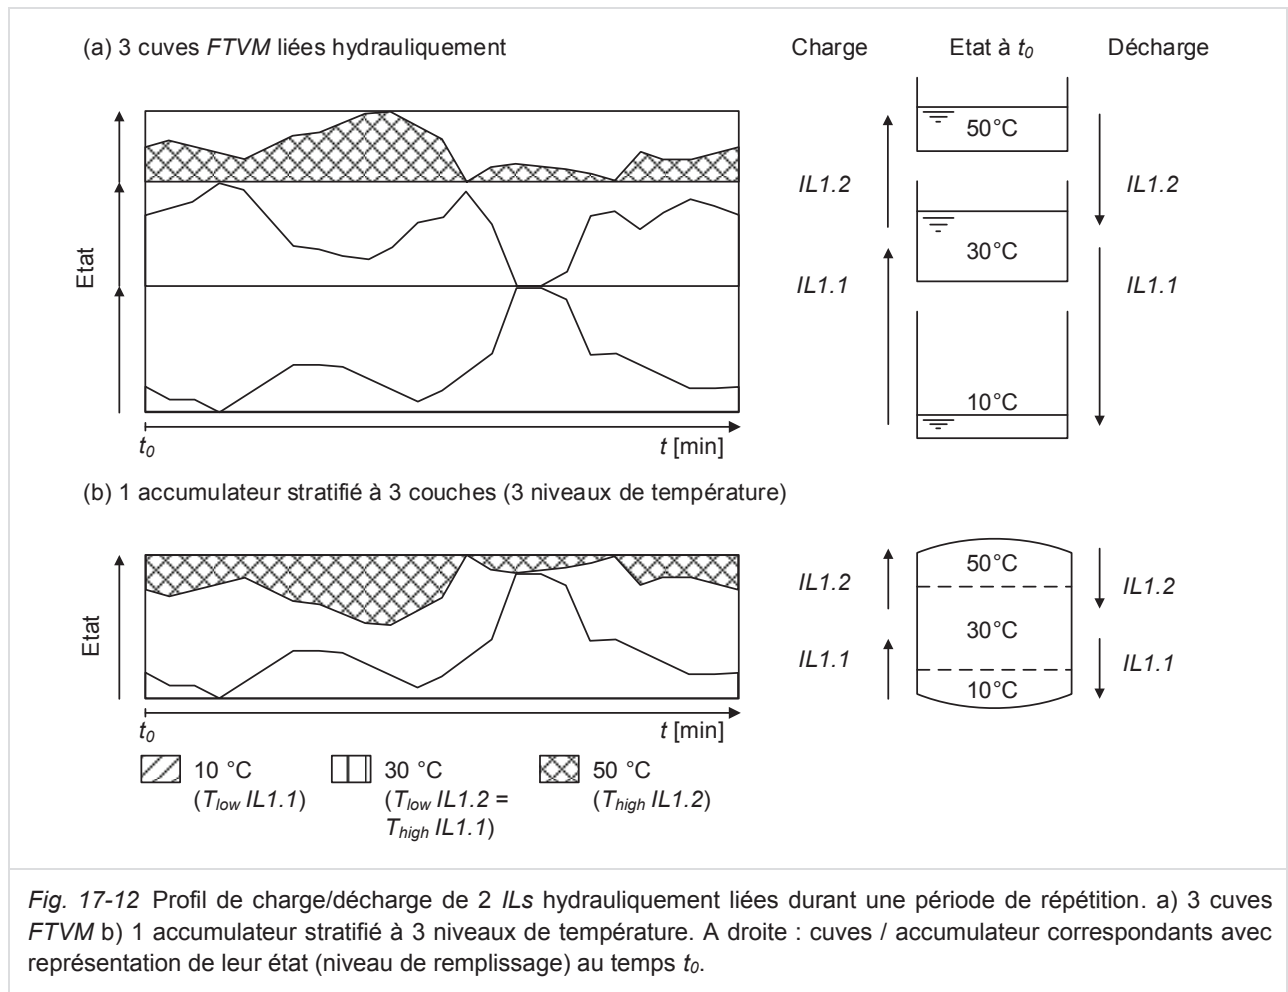 (a) 3 cuves FTVM liées hydrauliquement
Charge
Etat à t0
Décharge
Etat
50°C
IL1.2
IL1.2
30°C
IL1.1
IL1.1
10°C
t0
t [min]
(b) 1 accumulateur stratifié à 3 couches (3 niveaux de température)
Etat
50°C
IL1.2
IL1.2
30°C
IL1.1
IL1.1
10°C
t0
t [min]
10 °C
(Tlow IL1.1)
30 °C
(Tlow IL1.2 =
Thigh IL1.1)
50 °C
(Thigh IL1.2)
Fig. 17-12 Profil de charge/décharge de 2 ILs hydrauliquement liées durant une période de répétition. a) 3 cuves
FTVM b) 1 accumulateur stratifié à 3 niveaux de température. A droite : cuves / accumulateur correspondants avec
représentation de leur état (niveau de remplissage) au temps t0.